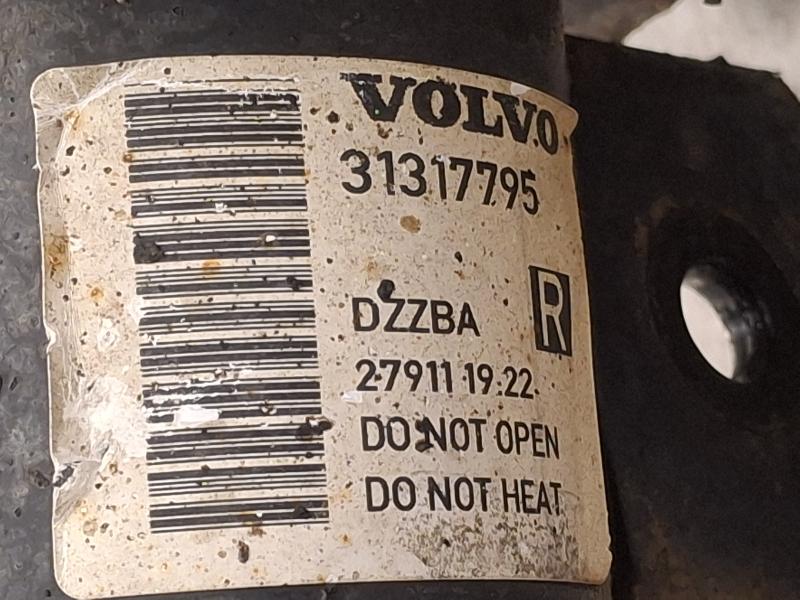 VOLVO
31317795
R
DZZBA
27911 19:22
DO NOT OPEN
DO NOT HEAT